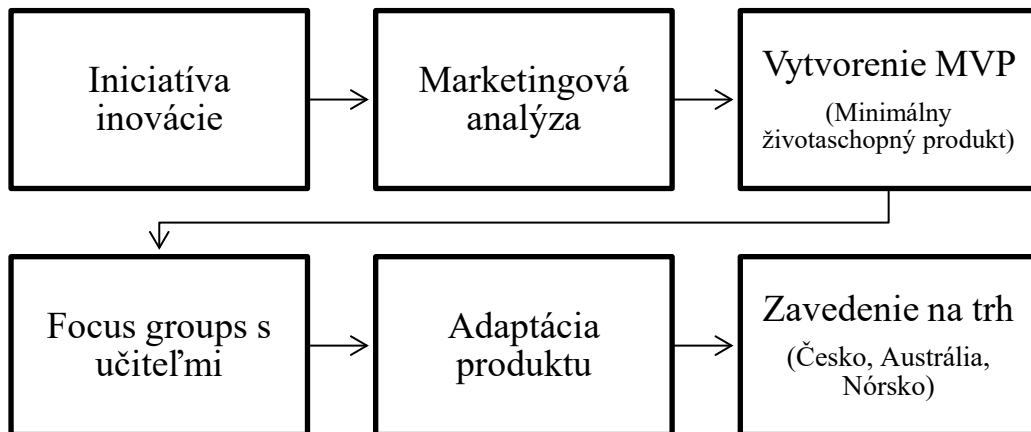 Iniciatíva
inovácie
Marketingová
analýza
Vytvorenie MVP
(Minimálny
životaschopný produkt)
Focus groups s
učiteľmi
Adaptácia
produktu
Zavedenie na trh
(Česko, Austrália,
Nórsko)